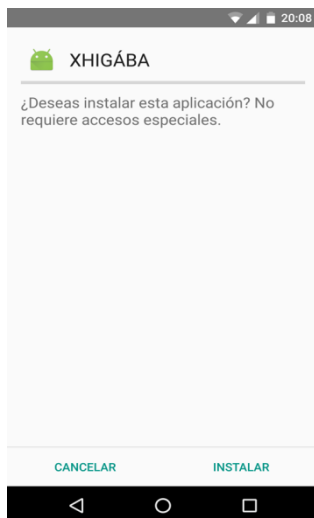 20:08
XHIGÁBA
¿Deseas instalar esta aplicación? No
requiere accesos especiales.
CANCELAR INSTALAR